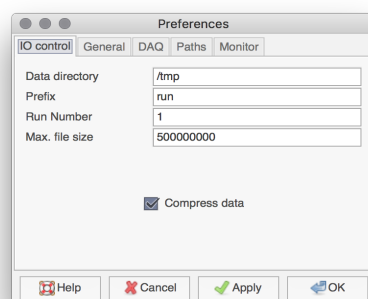 Preferences
IO control General DAQ Paths Monitor
Data directory /tmp
Prefix run
Run Number 1
Max. file size 500000000
Compress data
Help Cancel Apply OK